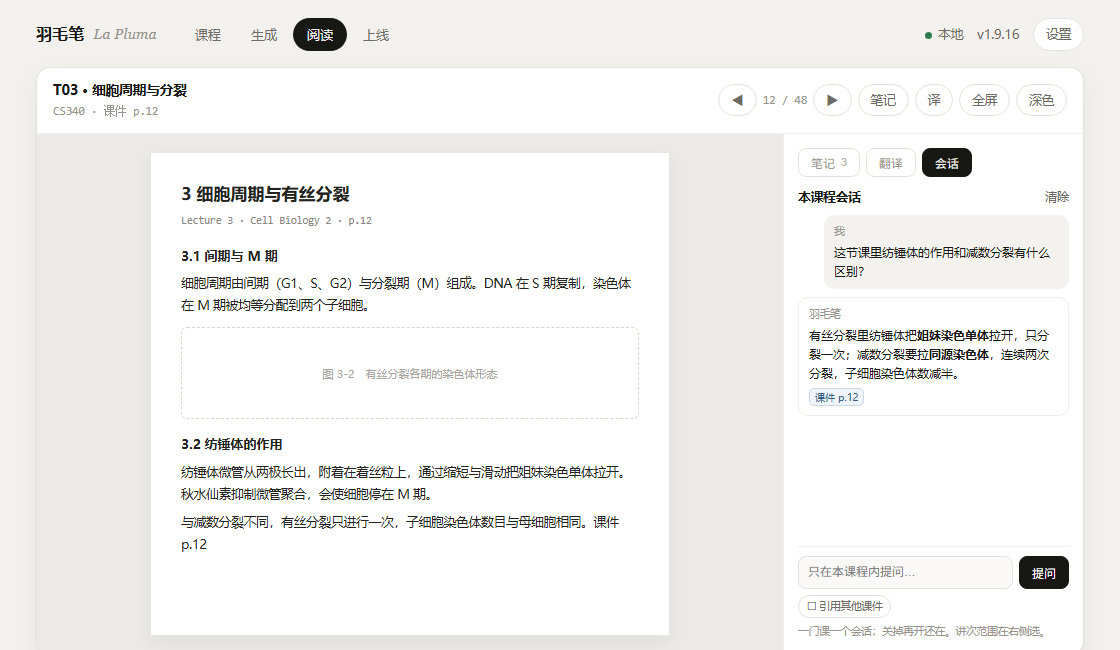 羽毛笔 La Pluma 课程 生成 阅读 上线 本地 v1.9.16 设置
T03 • 细胞周期与分裂
CS340 · 课件 p.12
◀ 12 / 48 ▶ 笔记 译 全屏 深色
3 细胞周期与有丝分裂
Lecture 3 · Cell Biology 2 · p.12
3.1 间期与 M 期
细胞周期由间期（G1、S、G2）与分裂期（M）组成。DNA 在 S 期复制，染色体
在 M 期被均等分配到两个子细胞。
图 3-2 有丝分裂各期的染色体形态
3.2 纺锤体的作用
纺锤体微管从两极长出，附着在着丝粒上，通过缩短与滑动把姐妹染色单体拉开。
秋水仙素抑制微管聚合，会使细胞停在 M 期。
与减数分裂不同，有丝分裂只进行一次，子细胞染色体数目与母细胞相同。课件
p.12
笔记 3 翻译 会话
本课程会话 清除
我
这节课里纺锤体的作用和减数分裂有什么
区别?
羽毛笔
有丝分裂里纺锤体把姐妹染色单体拉开，只分
裂一次；减数分裂要拉同源染色体，连续两次
分裂，子细胞染色体数减半。
课件 p.12
只在本课程内提问…
提问
☐ 引用其他课件
一门课一个会话；关掉再开还在。讲次范围在右侧选。